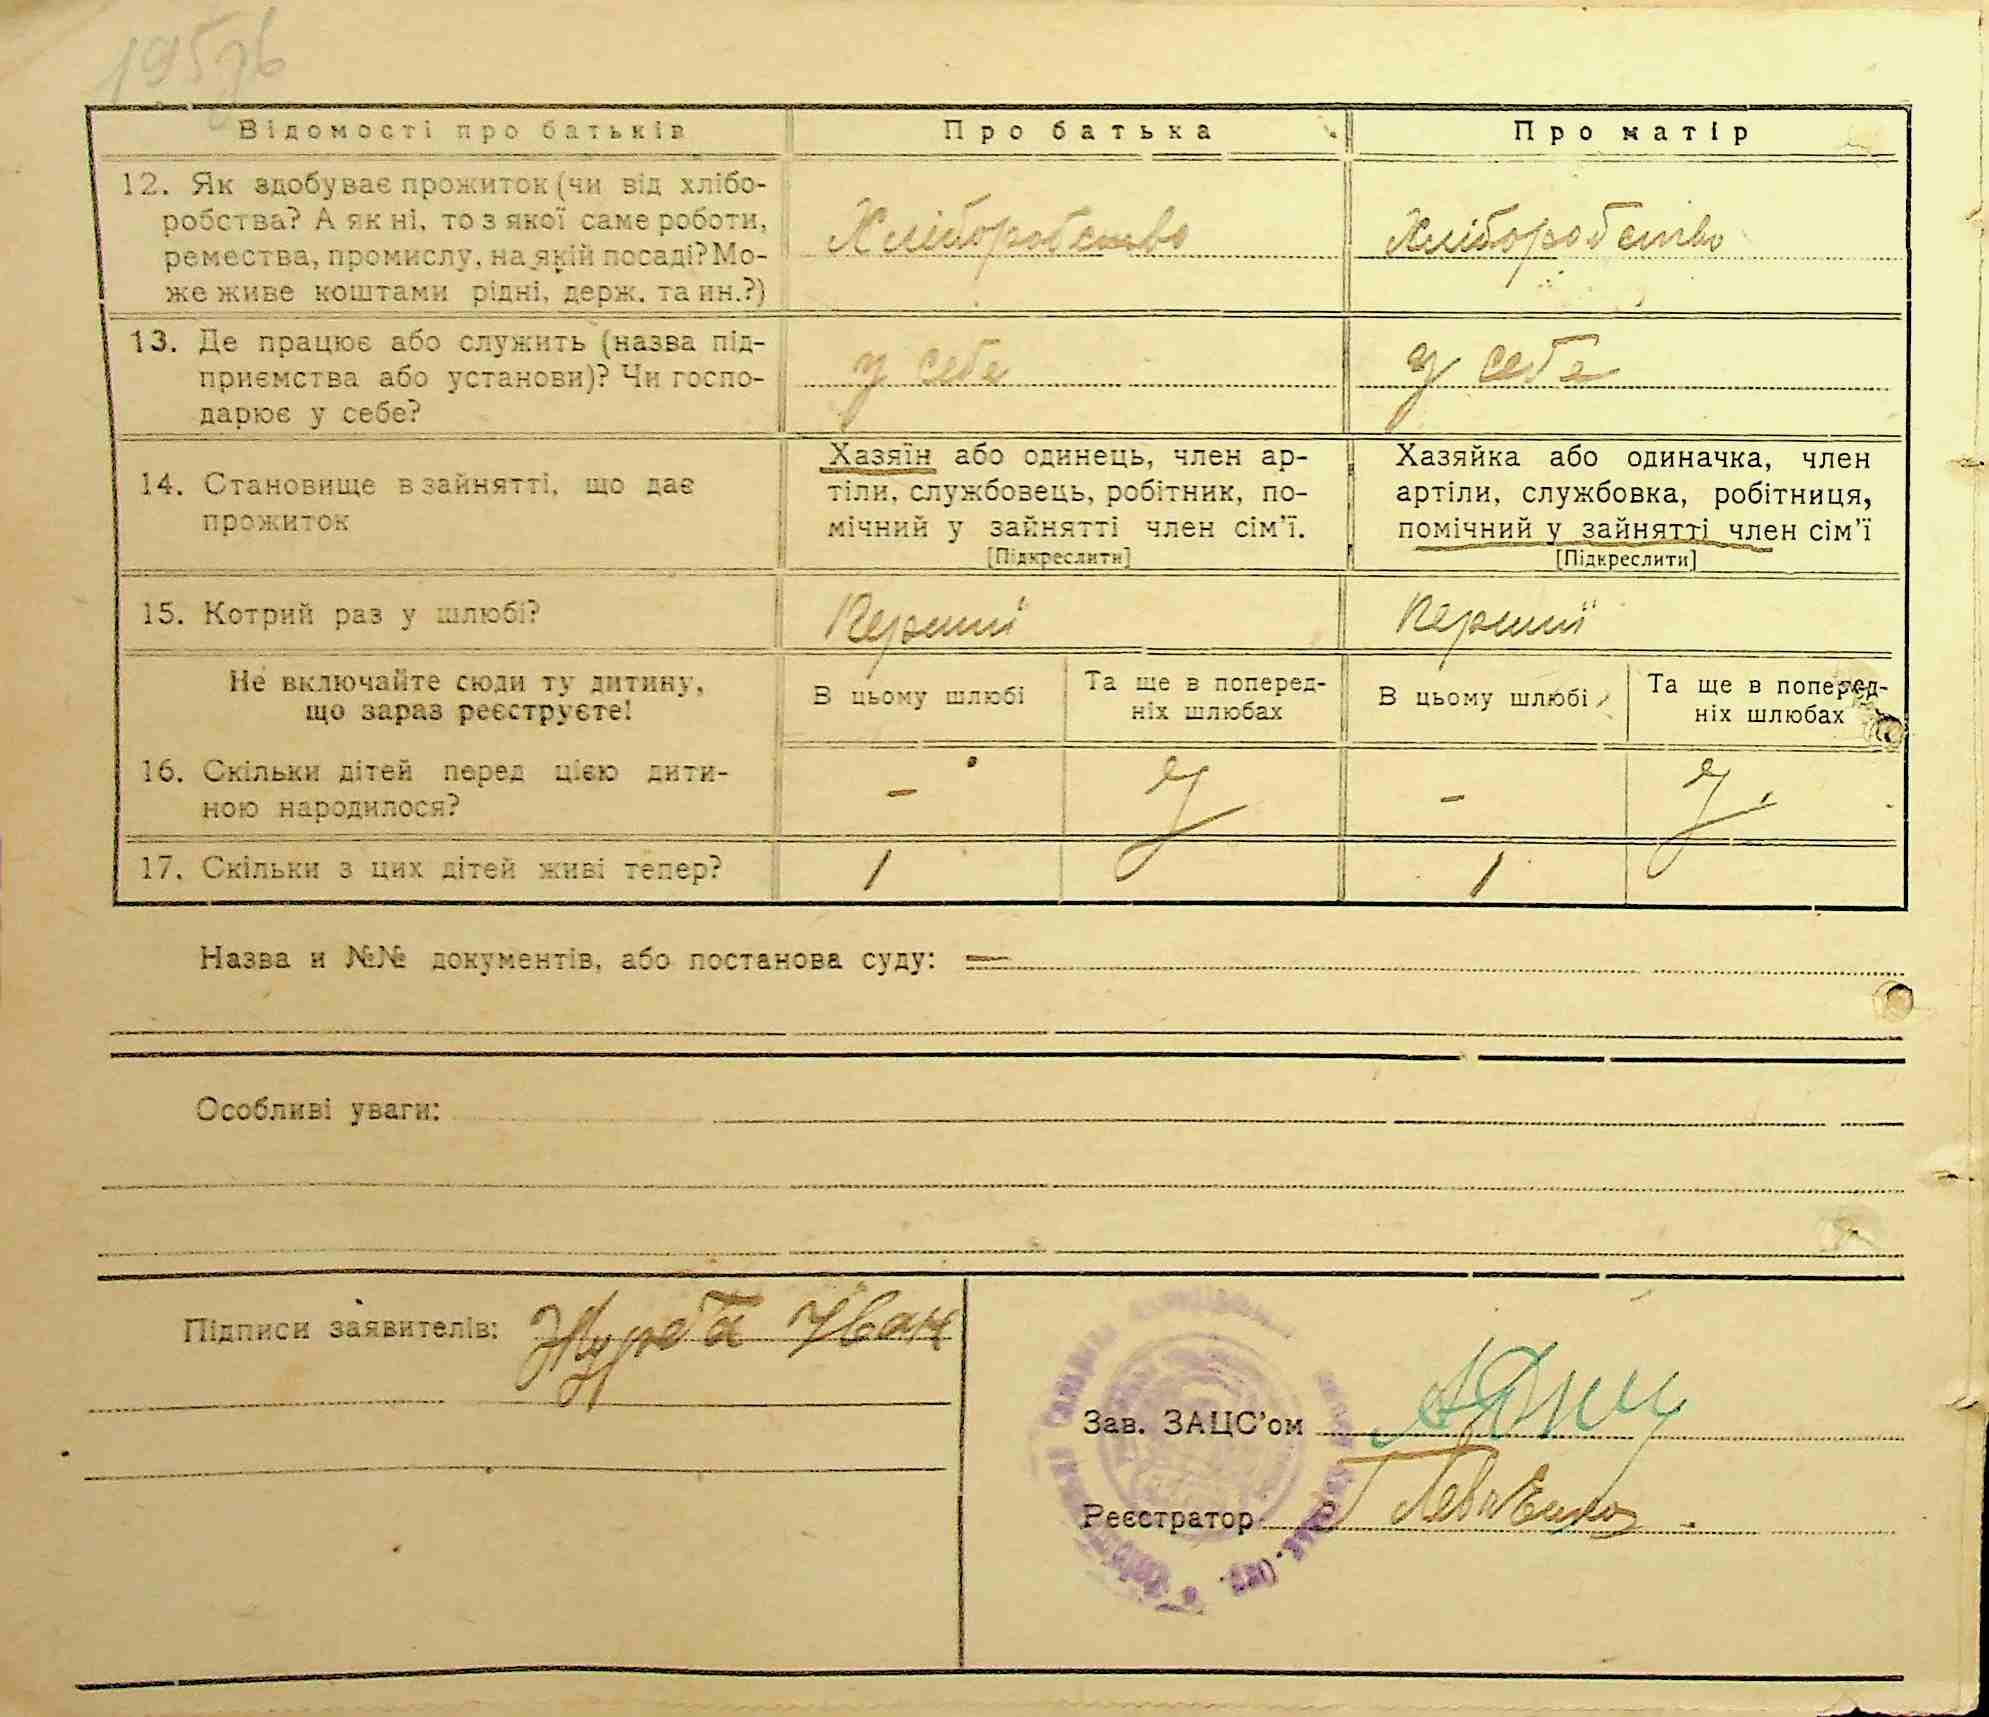 Відомості про батьків
Про батька
Про матір
12. Як здобуває прожиток (чи від хлібо-
робства? А як ні, то з якої саме роботи,
ремества, промислу, на якій посаді? Мо-
же живе коштами рідні, держ. та ин.?)
Хліборобство
Хліборобство
13. Де працює або служить (назва під-
приємства або установи)? Чи госпо-
дарює у себе?
у себе
у себе
14. Становище в зайнятті, що дає
прожиток
Хазяїн або одинець, член ар-
тіли, службовець, робітник, по-
мічний у зайнятті член сім'ї.
[Підкреслити]
Хазяйка або одиначка, член
артіли, службовка, робітниця,
помічний у зайнятті член сім'ї
[Підкреслити]
15. Котрий раз у шлюбі?
Перший
Перший
Не включайте сюди ту дитину,
що зараз реєструєте!
В цьому шлюбі
Та ще в поперед-
ніх шлюбах
В цьому шлюбі
Та ще в поперед-
ніх шлюбах
16. Скільки дітей перед цією дити-
ною народилося?
-
-
17. Скільки з цих дітей живі тепер?
1
1
Назва и №№ документів, або постанова суду: =
Особливі уваги:
Підписи заявителів: Журба Иван
Зав. ЗАЦС'ом
Реєстратор